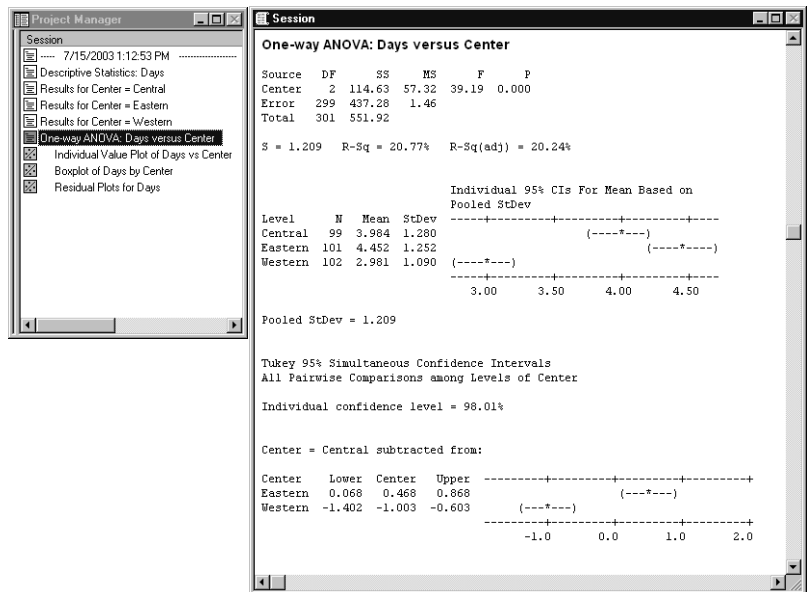 Project Manager
Session
----- 7/15/2003 1:12:53 PM -------------------
Descriptive Statistics: Days
Results for Center = Central
Results for Center = Eastern
Results for Center = Western
One-way ANOVA: Days versus Center
Individual Value Plot of Days vs Center
Boxplot of Days by Center
Residual Plots for Days
Session
One-way ANOVA: Days versus Center
Source DF SS MS F P
Center 2 114.63 57.32 39.19 0.000
Error 299 437.28 1.46
Total 301 551.92
S = 1.209 R-Sq = 20.77% R-Sq(adj) = 20.24%
Individual 95% CIs For Mean Based on
Pooled StDev
Level N Mean StDev -----+---------+---------+---------+----
Central 99 3.984 1.280 (----*---)
Eastern 101 4.452 1.252 (----*----)
Western 102 2.981 1.090 (----*---)
-----+---------+---------+---------+----
3.00 3.50 4.00 4.50
Pooled StDev = 1.209
Tukey 95% Simultaneous Confidence Intervals
All Pairwise Comparisons among Levels of Center
Individual confidence level = 98.01%
Center = Central subtracted from:
Center Lower Center Upper ---------+---------+---------+---------+
Eastern 0.068 0.468 0.868 (---*---)
Western -1.402 -1.003 -0.603 (---*---)
---------+---------+---------+---------+
-1.0 0.0 1.0 2.0